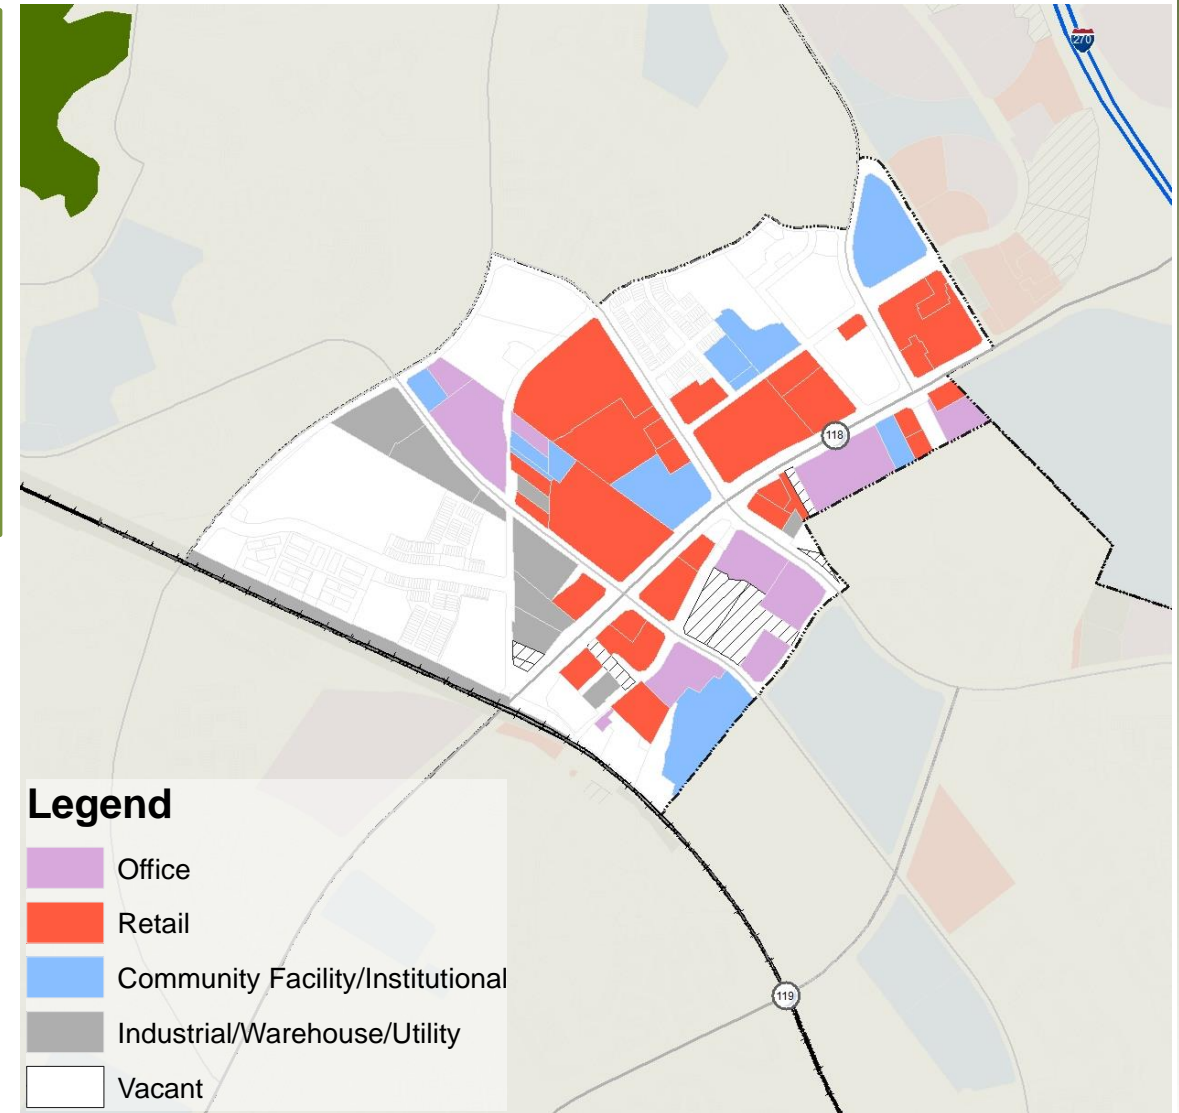 270
118
Legend
Office
Retail
Community Facility/Institutional
Industrial/Warehouse/Utility
Vacant
119